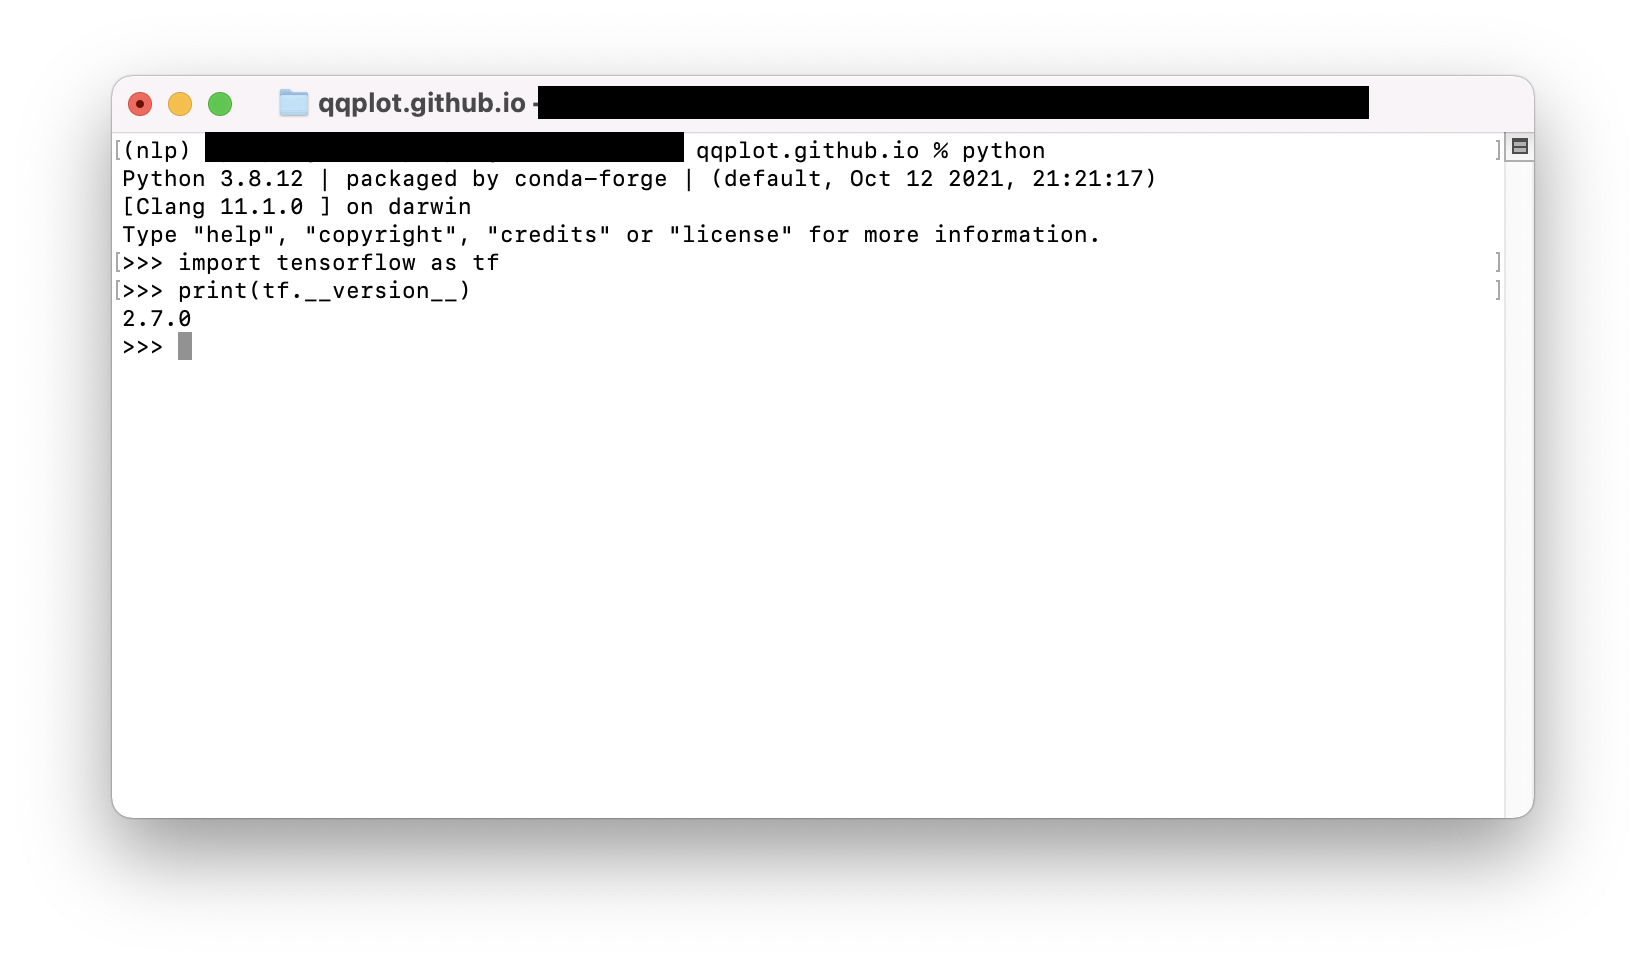 qqplot.github.io -
(nlp) qqplot.github.io % python
Python 3.8.12 | packaged by conda-forge | (default, Oct 12 2021, 21:21:17)
[Clang 11.1.0 ] on darwin
Type "help", "copyright", "credits" or "license" for more information.
>>> import tensorflow as tf
>>> print(tf.__version__)
2.7.0
>>>